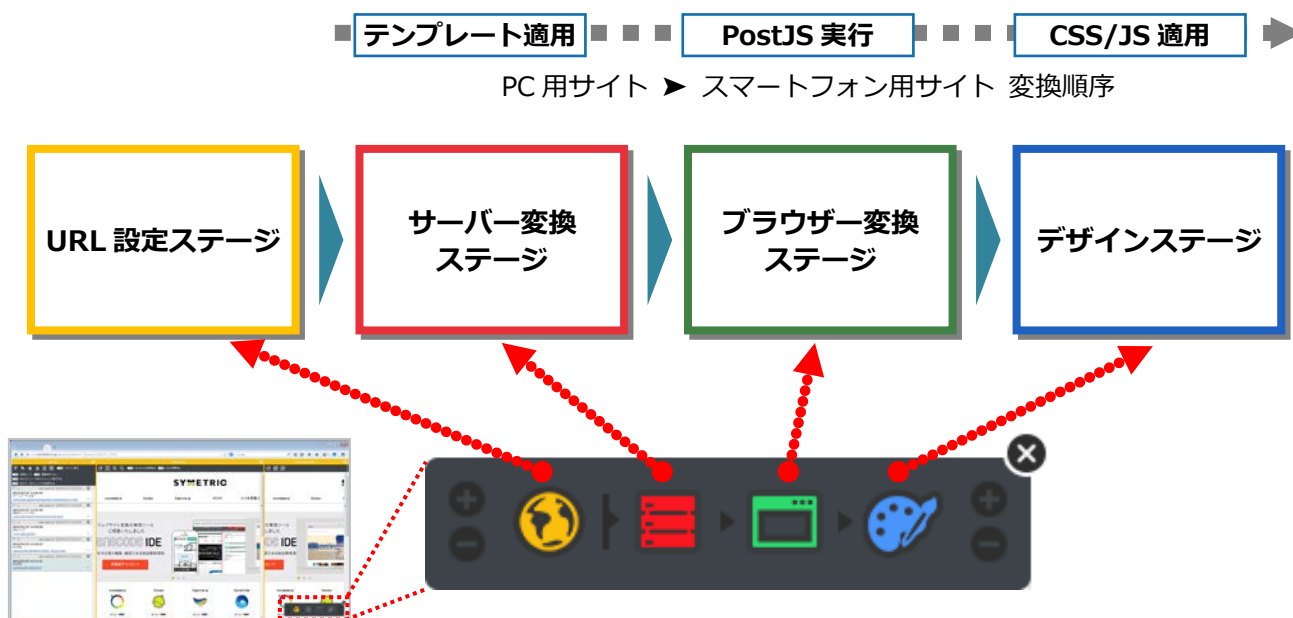 テンプレート適用
PostJS 実行
CSS/JS 適用
PC 用サイト ➤ スマートフォン用サイト 変換順序
URL 設定ステージ
サーバー変換
ステージ
ブラウザー変換
ステージ
デザインステージ
SYMETRIC
IDE
IDE